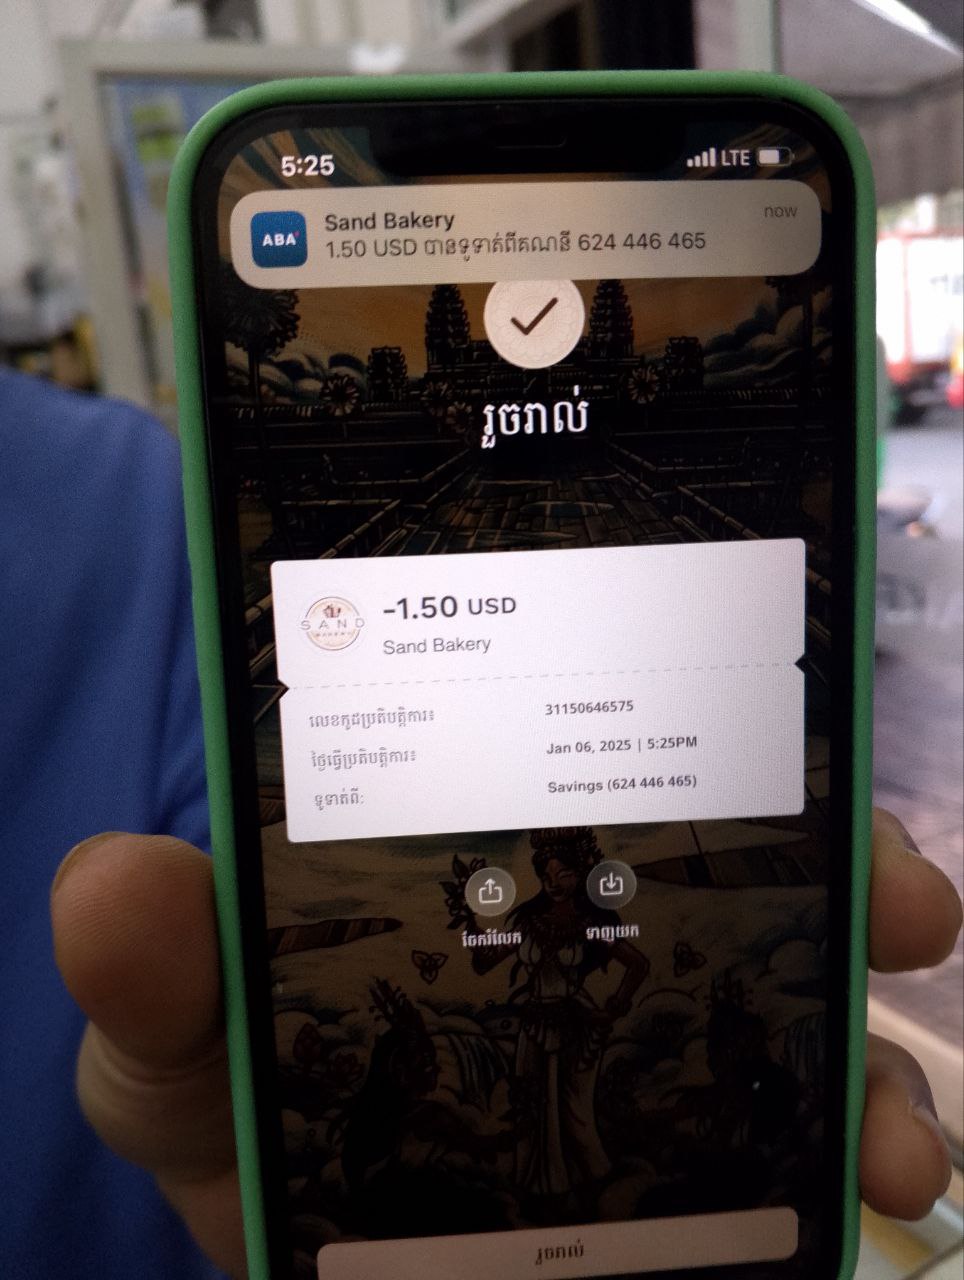 5:25
LTE
ABA
Sand Bakery
now
1.50 USD បានទូទាត់ពីគណនី 624 446 465
រួចរាល់
SAND
BAKERY
-1.50 USD
Sand Bakery
លេខកូដប្រតិបត្តិការ៖ 31150646575
ថ្ងៃធ្វើប្រតិបត្តិការ៖ Jan 06, 2025 | 5:25PM
ទូទាត់ពី: Savings (624 446 465)
ចែករំលែក
ទាញយក
រួចរាល់